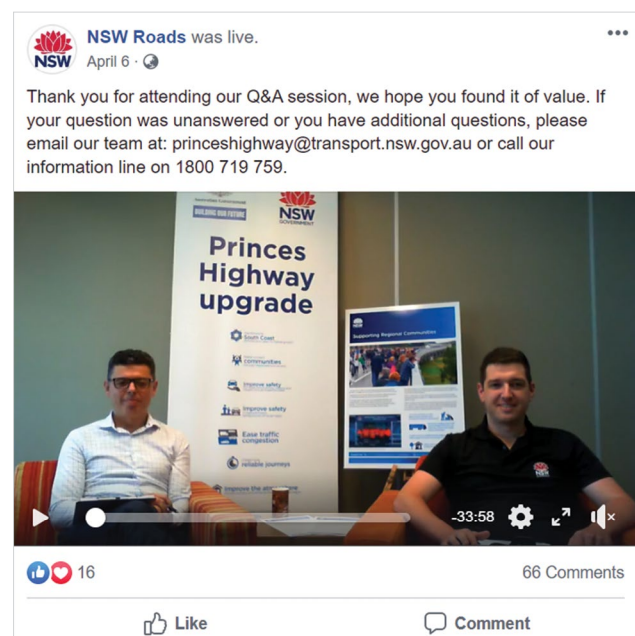 NSW Roads was live.
April 6
Thank you for attending our Q&A session, we hope you found it of value. If
your question was unanswered or you have additional questions, please
email our team at: princeshighway@transport.nsw.gov.au or call our
information line on 1800 719 759.
NSW
BUILDING OUR FUTURE
NSW
GOVERNMENT
Princes
Highway
upgrade
South Coast
communities
Improve safety
Improve safety
Ease traffic
congestion
reliable journeys
Improve the
Supporting Regional Communities
NSW
-33:58
16
66 Comments
Like
Comment